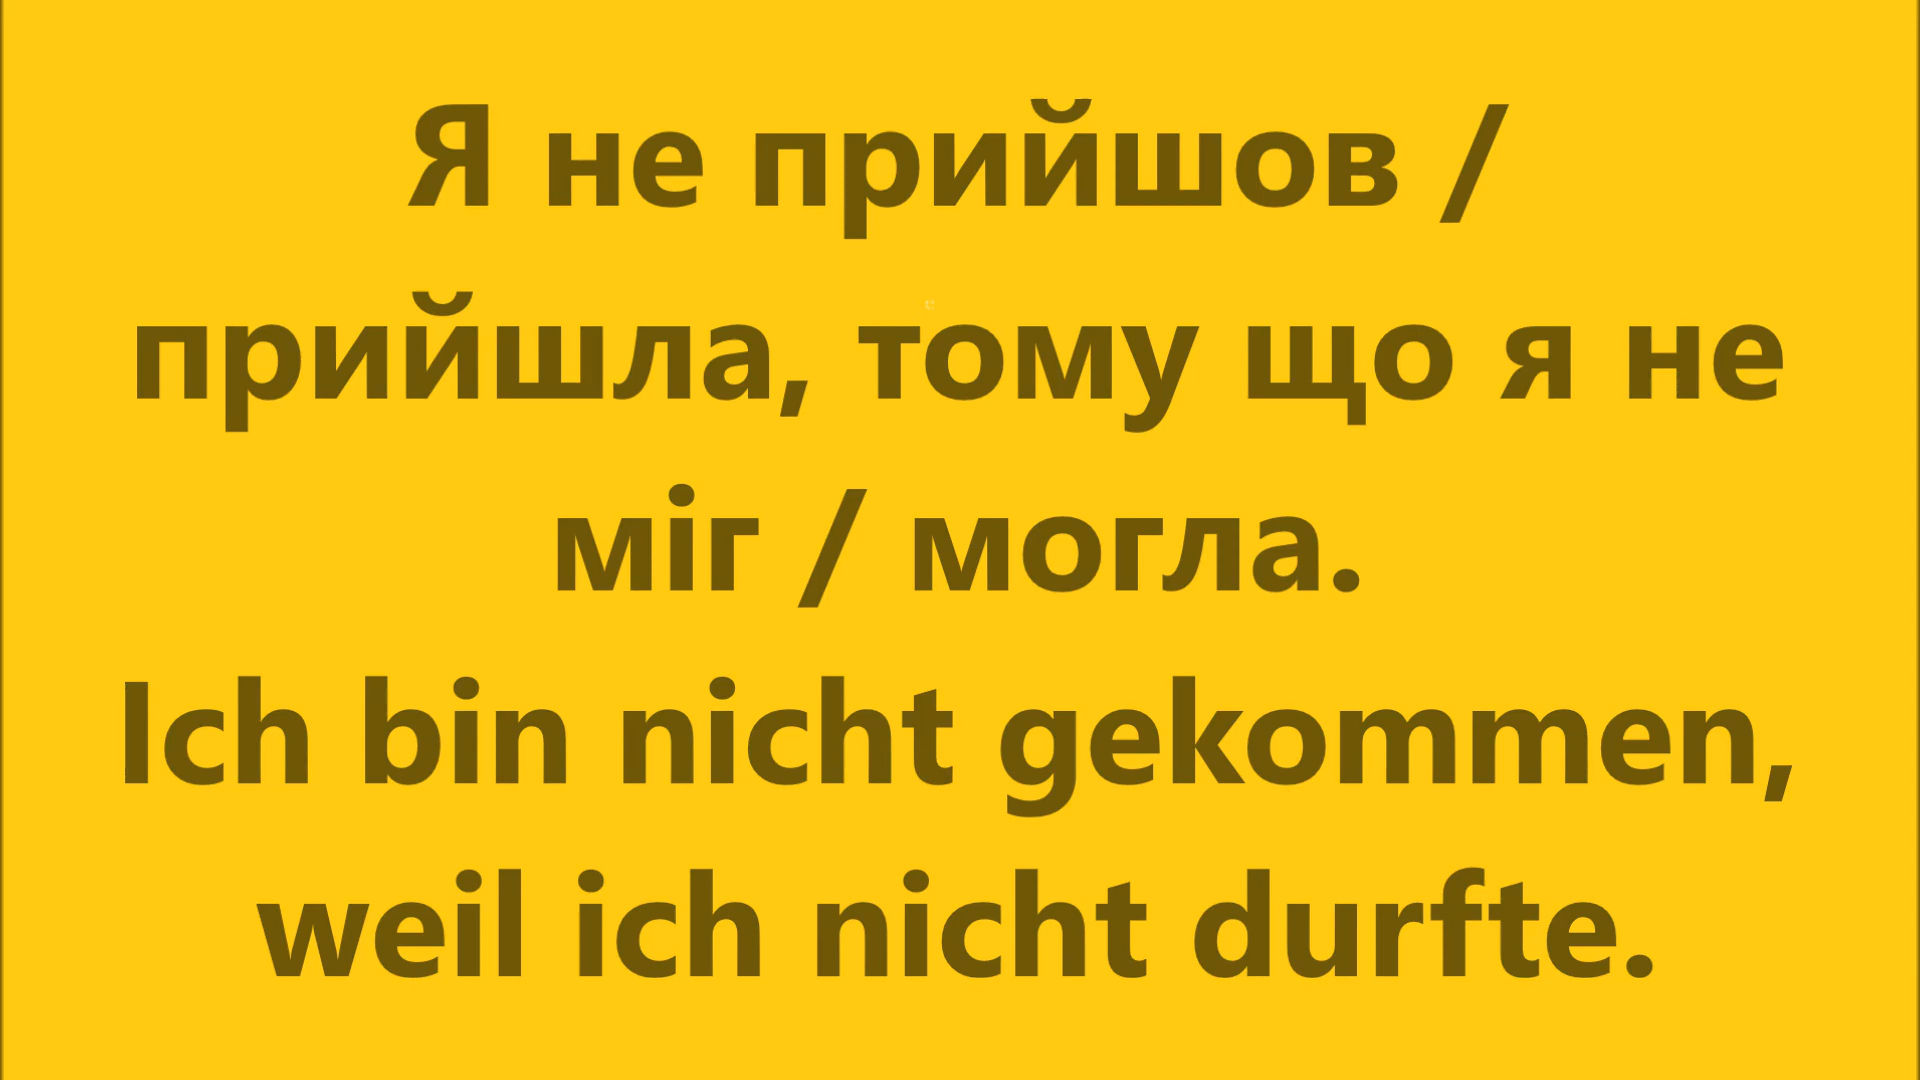 Я не прийшов /
прийшла, тому що я не
міг / могла.
Ich bin nicht gekommen,
weil ich nicht durfte.